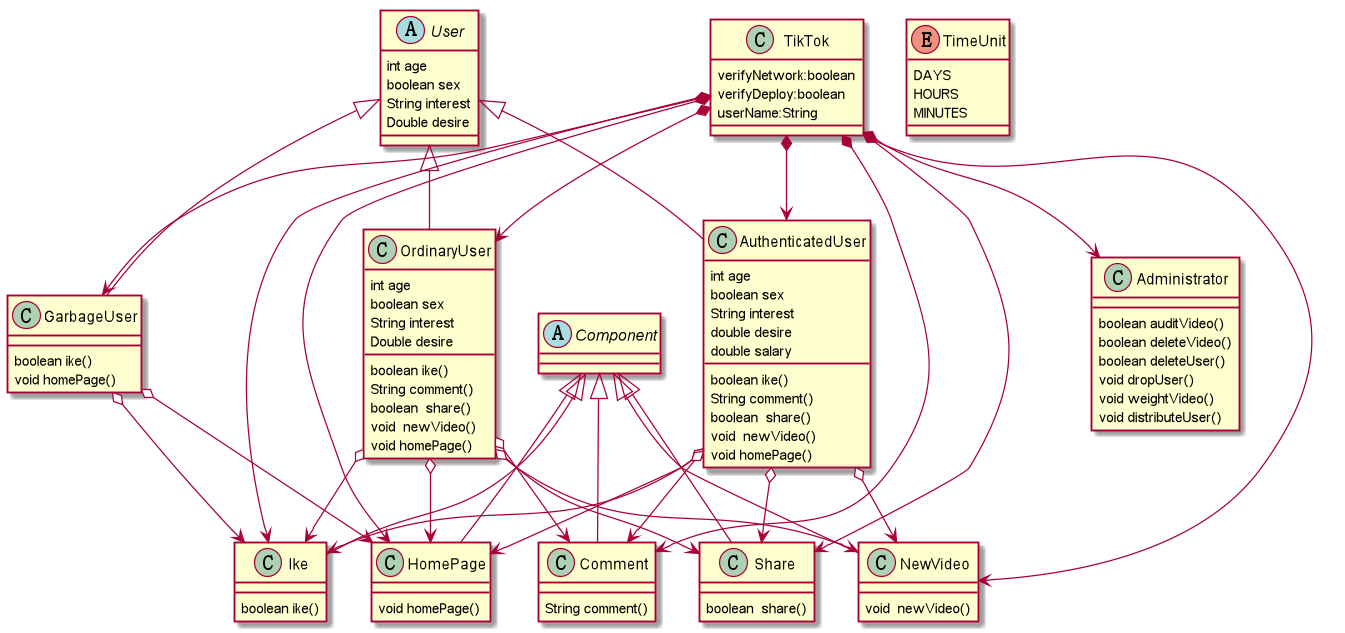 A User
int age
boolean sex
String interest
Double desire
C TikTok
verifyNetwork:boolean
verifyDeploy:boolean
userName:String
E TimeUnit
DAYS
HOURS
MINUTES
C GarbageUser
boolean ike()
void homePage()
C OrdinaryUser
int age
boolean sex
String interest
Double desire
boolean ike()
String comment()
boolean  share()
void  newVideo()
void homePage()
A Component
C AuthenticatedUser
int age
boolean sex
String interest
double desire
double salary
boolean ike()
String comment()
boolean  share()
void  newVideo()
void homePage()
C Administrator
boolean auditVideo()
boolean deleteVideo()
boolean deleteUser()
void dropUser()
void weightVideo()
void distributeUser()
C Ike
boolean ike()
C HomePage
void homePage()
C Comment
String comment()
C Share
boolean  share()
C NewVideo
void  newVideo()